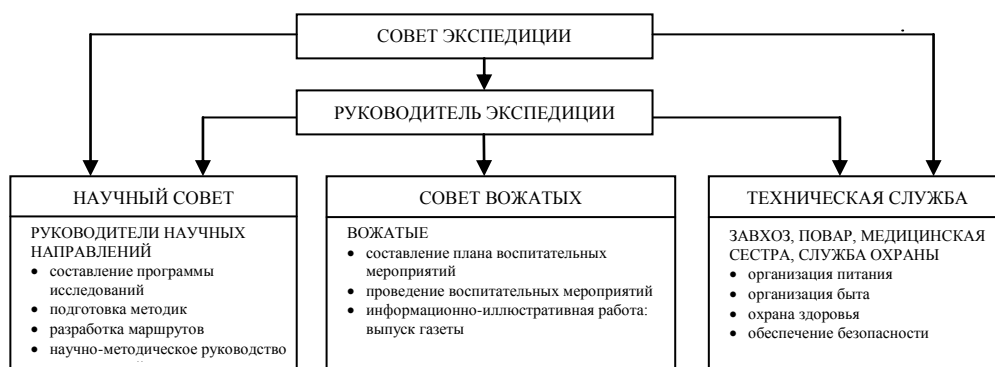 СОВЕТ ЭКСПЕДИЦИИ
РУКОВОДИТЕЛЬ ЭКСПЕДИЦИИ
НАУЧНЫЙ СОВЕТ
РУКОВОДИТЕЛИ НАУЧНЫХ
НАПРАВЛЕНИЙ
• составление программы
исследований
• подготовка методик
• разработка маршрутов
• научно-методическое руководство
СОВЕТ ВОЖАТЫХ
ВОЖАТЫЕ
• составление плана воспитательных
мероприятий
• проведение воспитательных мероприятий
• информационно-иллюстративная работа:
выпуск газеты
ТЕХНИЧЕСКАЯ СЛУЖБА
ЗАВХОЗ, ПОВАР, МЕДИЦИНСКАЯ
СЕСТРА, СЛУЖБА ОХРАНЫ
• организация питания
• организация быта
• охрана здоровья
• обеспечение безопасности